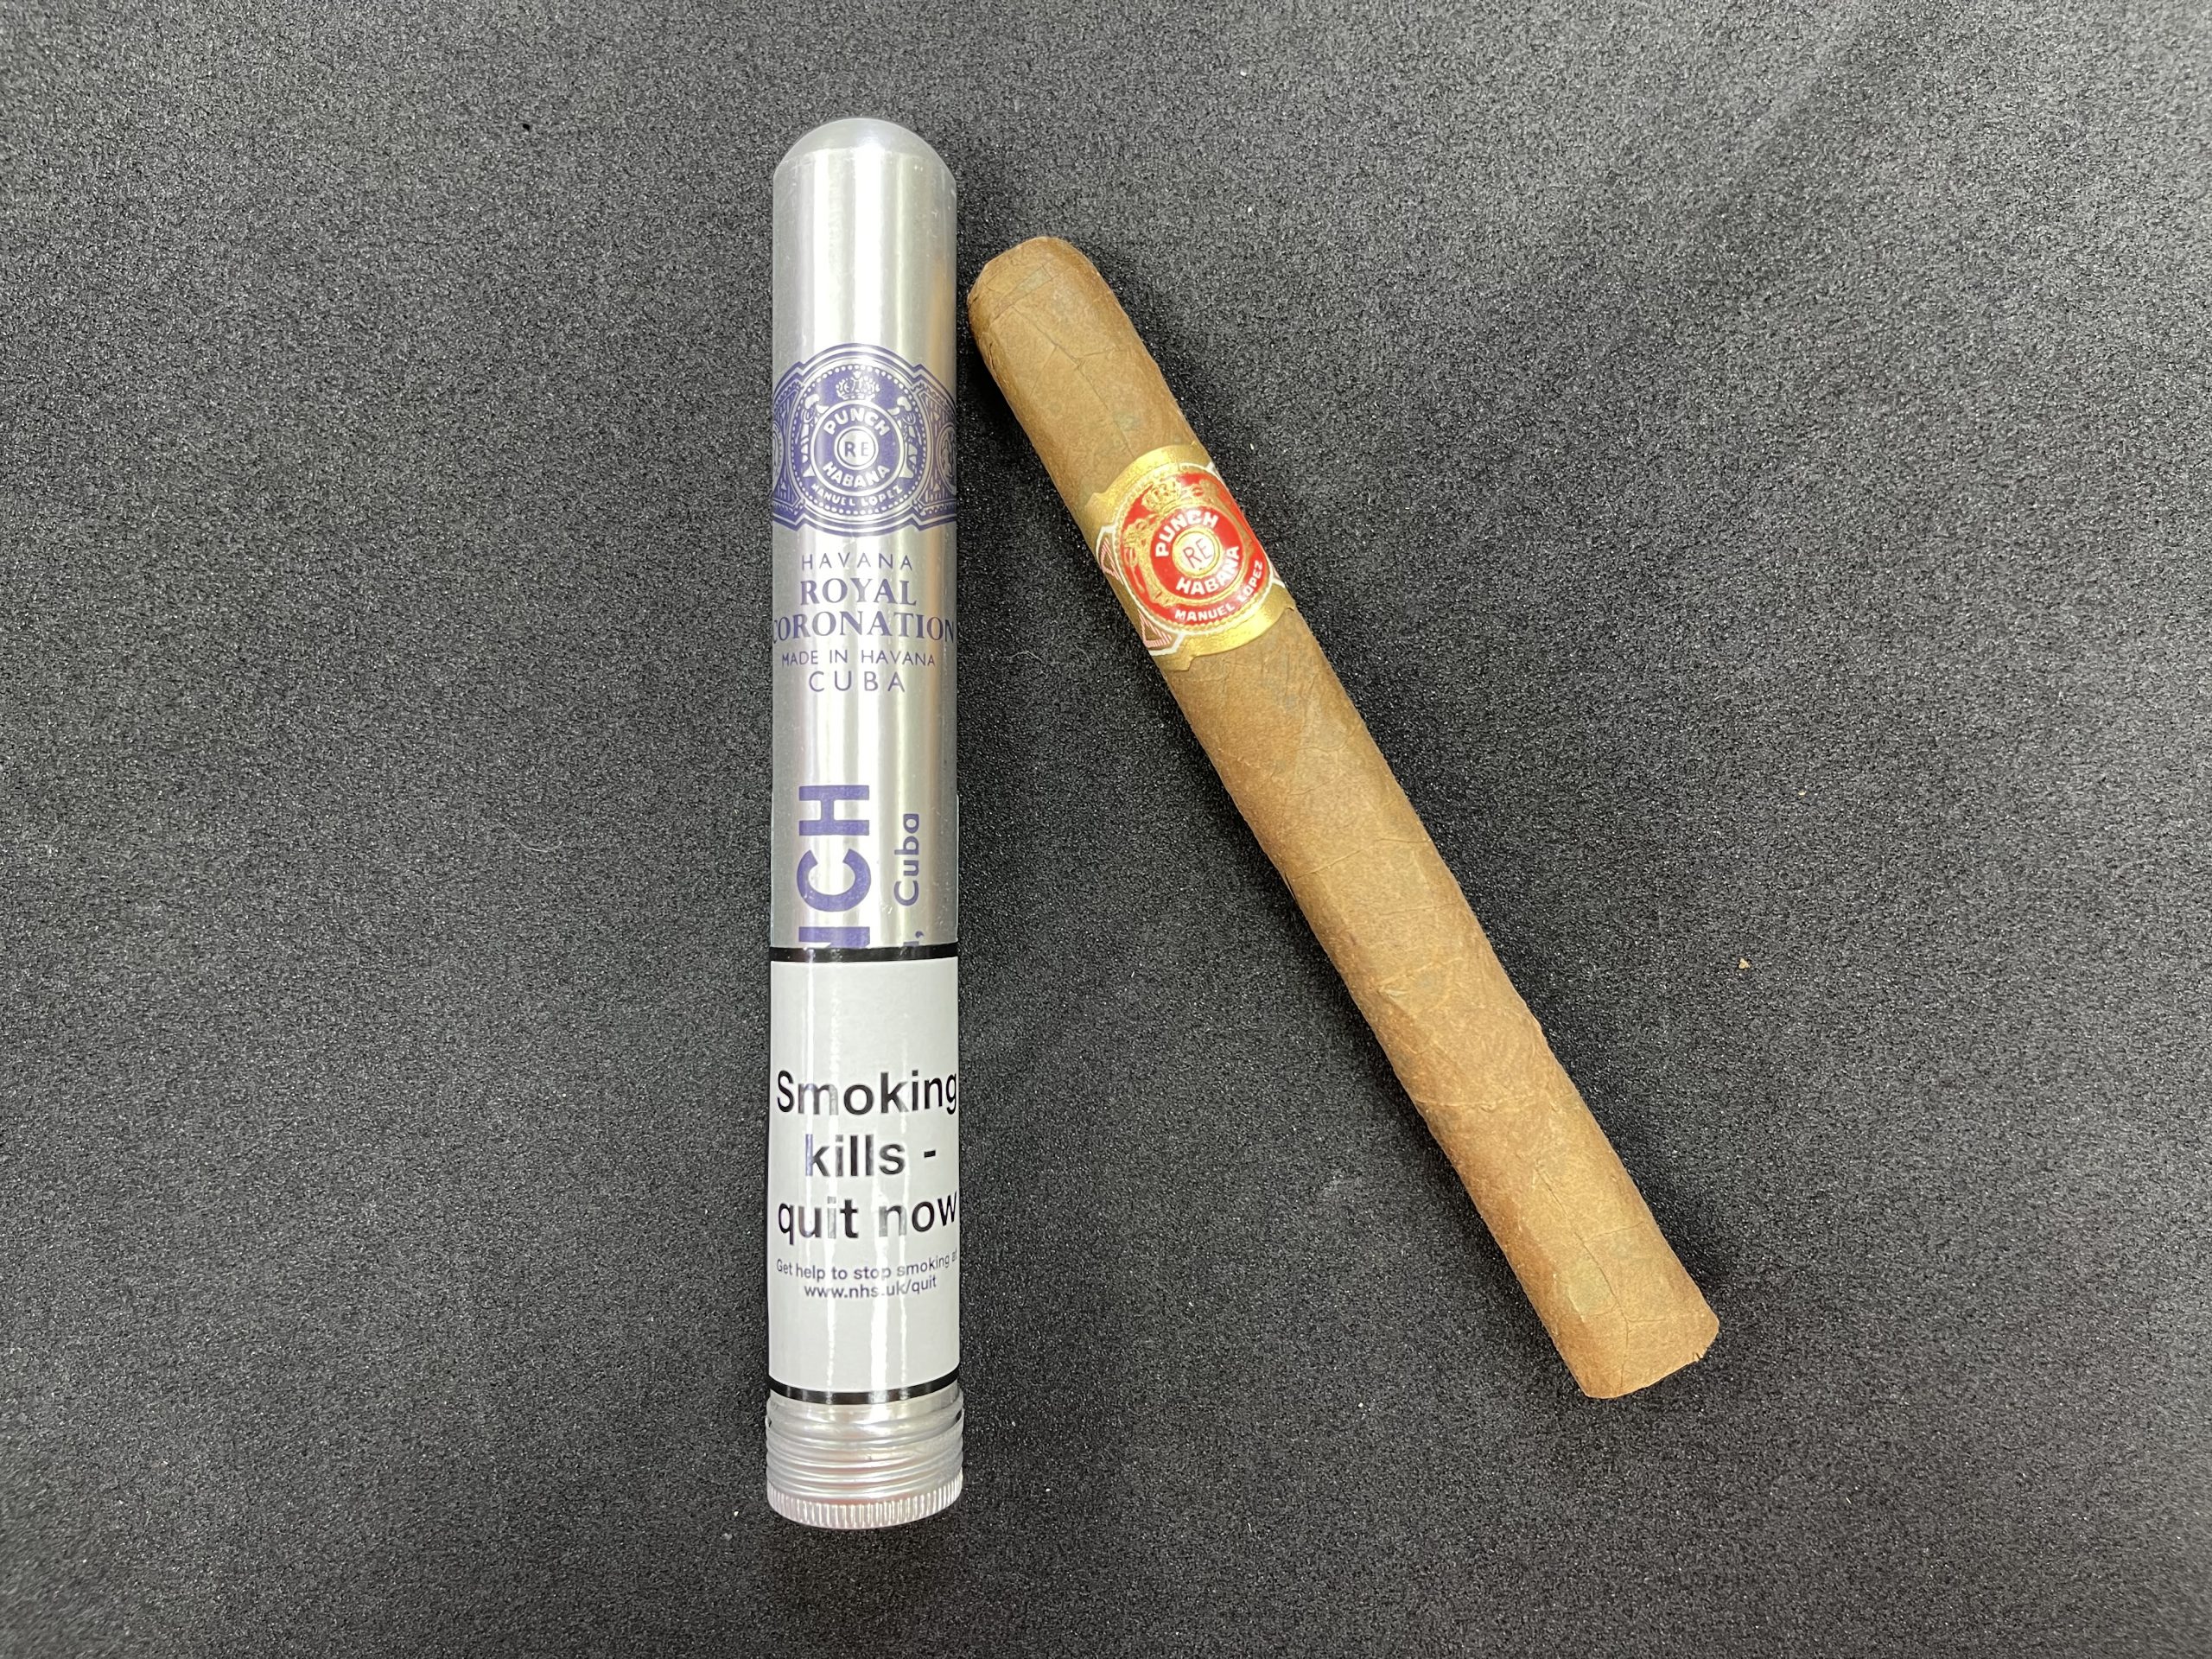 PUNCH
RE
HABANA
MANUEL LOPEZ
HAVANA
ROYAL
CORONATION
MADE IN HAVANA
CUBA
NCH
Cuba
Smoking
kills -
quit now
Get help to stop smoking at
www.nhs.uk/quit
PUNCH
RE
HABANA
MANUEL LOPEZ